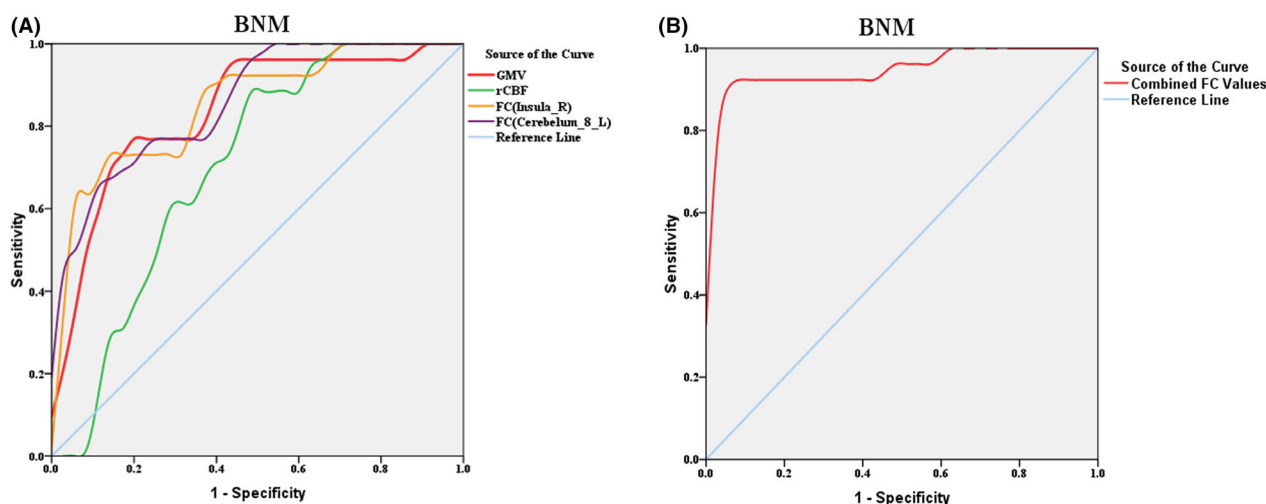 (A)
BNM
Source of the Curve
GMV
rCBF
FC(Insula_R)
FC(Cerebelum_8_L)
Reference Line
Sensitivity
1.0
0.8
0.6
0.4
0.2
0.0
0.0 0.2 0.4 0.6 0.8 1.0
1 - Specificity
(B)
BNM
Source of the Curve
Combined FC Values
Reference Line
Sensitivity
1.0
0.8
0.6
0.4
0.2
0.0
0.0 0.2 0.4 0.6 0.8 1.0
1 - Specificity